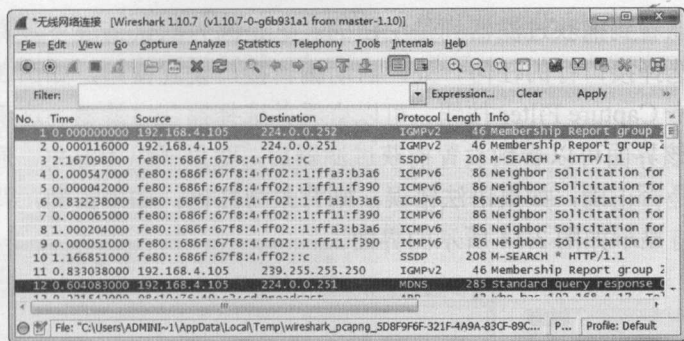 *无线网络连接 [Wireshark 1.10.7 (v1.10.7-0-g6b931a1 from master-1.10)]
File Edit View Go Capture Analyze Statistics Telephony Tools Internals Help
Filter: Expression... Clear Apply
No. Time Source Destination Protocol Length Info
1 0.000000000 192.168.4.105 224.0.0.252 IGMPv2 46 Membership Report group 2
2 0.000116000 192.168.4.105 224.0.0.251 IGMPv2 46 Membership Report group 2
3 2.167098000 fe80::686f:67f8:4 ff02::c SSDP 208 M-SEARCH * HTTP/1.1
4 0.000547000 fe80::686f:67f8:4 ff02::1:ffa3:b3a6 ICMPv6 86 Neighbor Solicitation for
5 0.000042000 fe80::686f:67f8:4 ff02::1:ff11:f390 ICMPv6 86 Neighbor Solicitation for
6 0.832238000 fe80::686f:67f8:4 ff02::1:ffa3:b3a6 ICMPv6 86 Neighbor Solicitation for
7 0.000065000 fe80::686f:67f8:4 ff02::1:ff11:f390 ICMPv6 86 Neighbor Solicitation for
8 1.000204000 fe80::686f:67f8:4 ff02::1:ffa3:b3a6 ICMPv6 86 Neighbor Solicitation for
9 0.000051000 fe80::686f:67f8:4 ff02::1:ff11:f390 ICMPv6 86 Neighbor Solicitation for
10 1.166851000 fe80::686f:67f8:4 ff02::c SSDP 208 M-SEARCH * HTTP/1.1
11 0.833038000 192.168.4.105 239.255.255.250 IGMPv2 46 Membership Report group 2
12 0.604083000 192.168.4.105 224.0.0.251 MDNS 285 Standard query response
File: "C:\Users\ADMINI~1\AppData\Local\Temp\wireshark_pcapng_5D8F9F6F-321F-4A9A-83CF-89C... P... Profile: Default